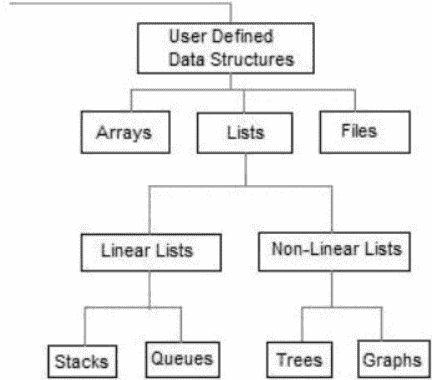 User Defined
Data Structures
Arrays
Lists
Files
Linear Lists
Non-Linear Lists
Stacks
Queues
Trees
Graphs